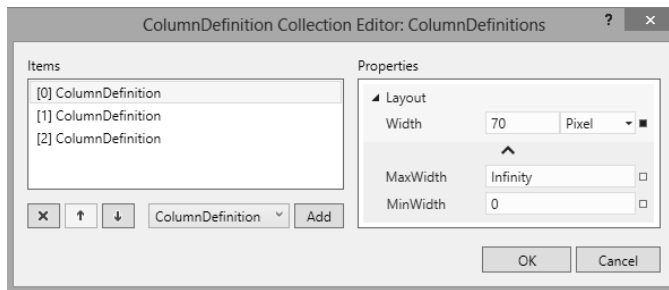 ColumnDefinition Collection Editor: ColumnDefinitions ? ×
Items
[0] ColumnDefinition
[1] ColumnDefinition
[2] ColumnDefinition
ColumnDefinition Add
Properties
Layout
Width 70 Pixel
MaxWidth Infinity
MinWidth 0
OK Cancel